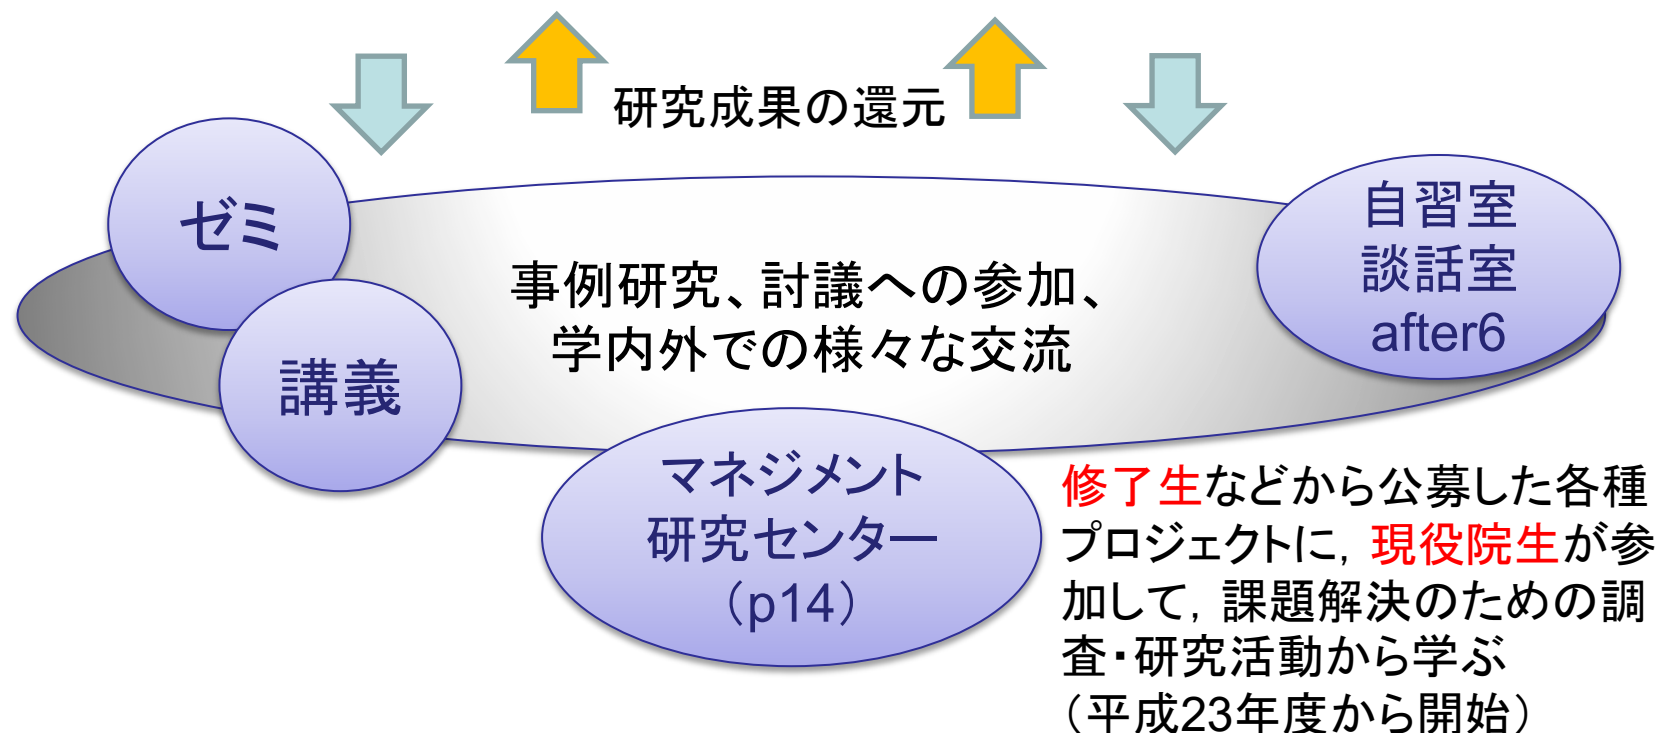 研究成果の還元
ゼミ
講義
事例研究、討議への参加、
学内外での様々な交流
自習室
談話室
after6
マネジメント
研究センター
（p14）
修了生などから公募した各種
プロジェクトに，現役院生が参
加して，課題解決のための調
査・研究活動から学ぶ
（平成23年度から開始）